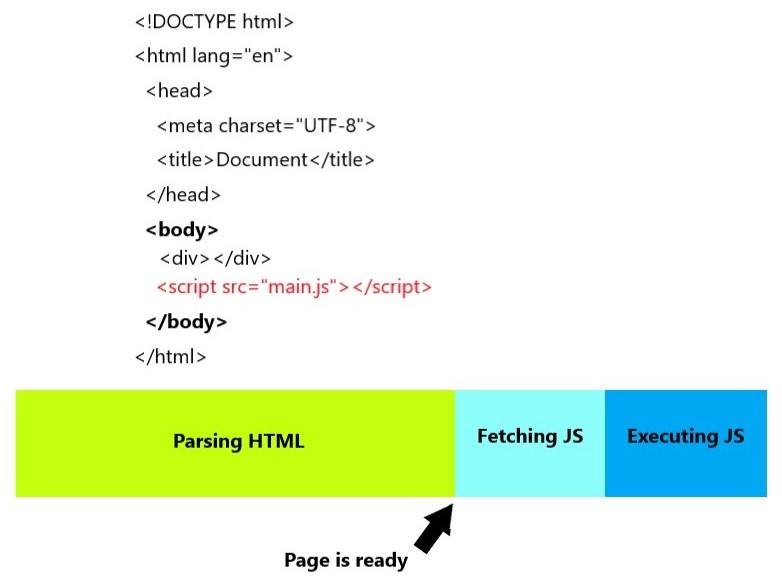 <!DOCTYPE html>
<html lang="en">
<head>
<meta charset="UTF-8">
<title>Document</title>
</head>
<body>
<div></div>
<script src="main.js"></script>
</body>
</html>
Parsing HTML
Fetching JS
Executing JS
Page is ready